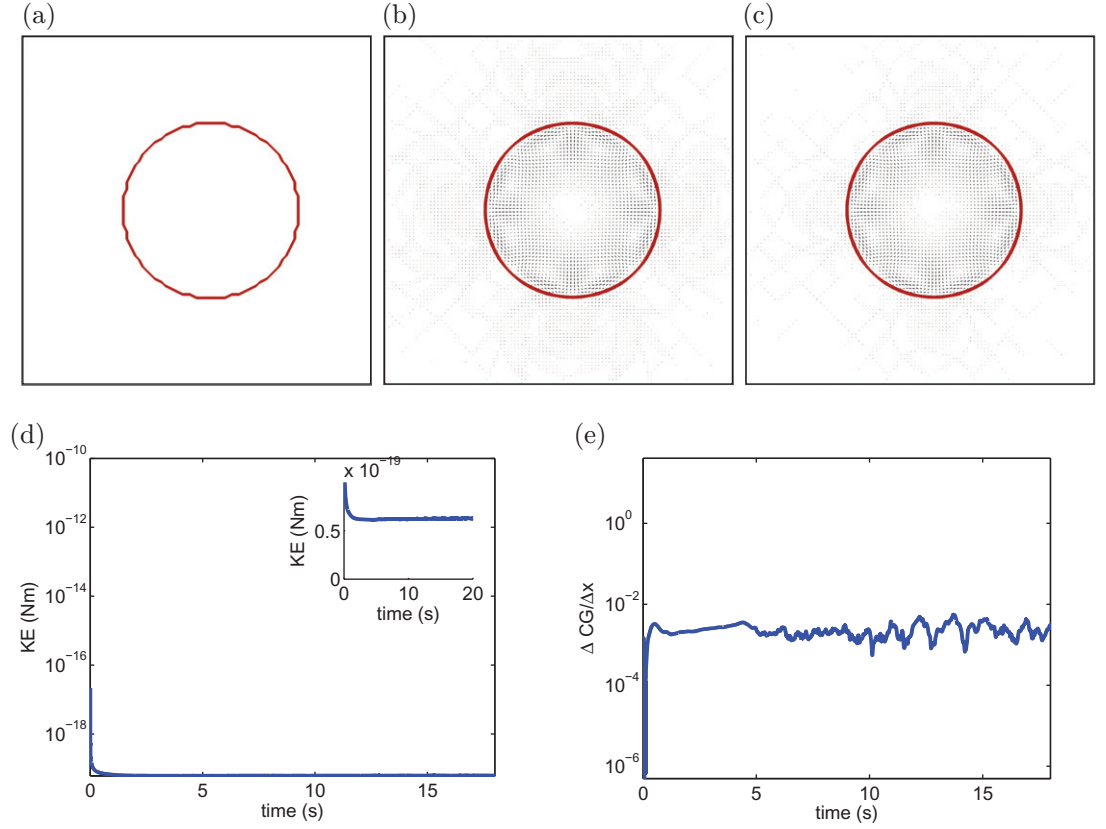 (a)
(b)
(c)
(d)
10⁻¹⁰
10⁻¹²
10⁻¹⁴
10⁻¹⁶
10⁻¹⁸
KE (Nm)
0 5 10 15
time (s)
x 10⁻¹⁹
0.5
0
KE (Nm)
0 10 20
time (s)
(e)
10⁰
10⁻²
10⁻⁴
10⁻⁶
Δ CG/Δx
0 5 10 15
time (s)